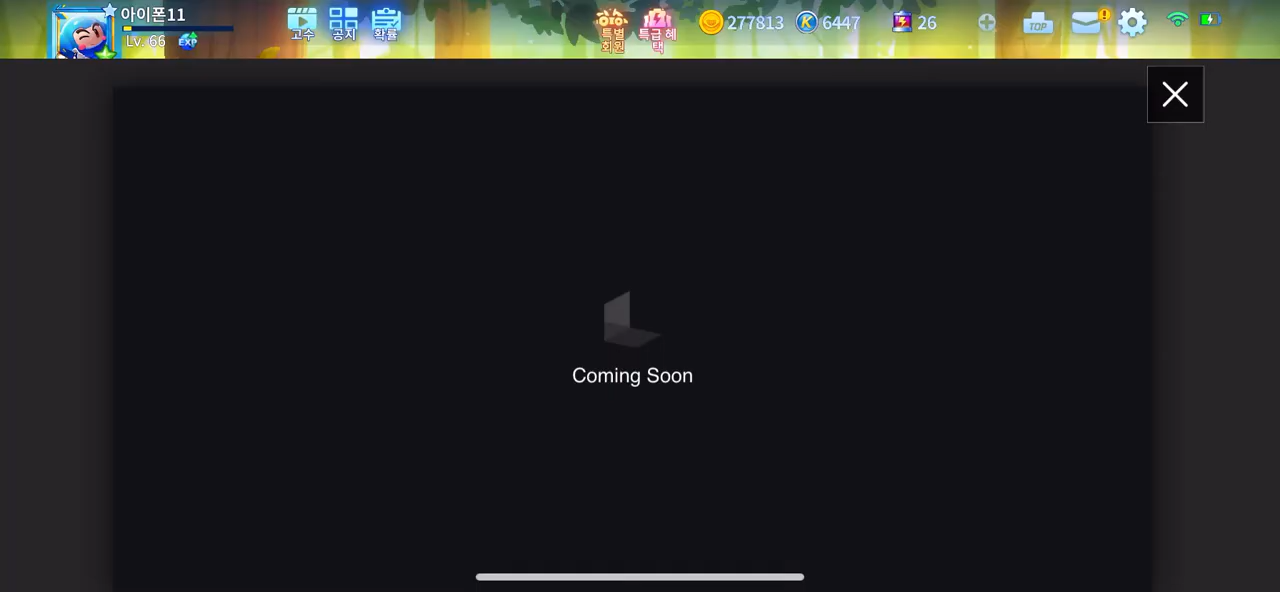 아이폰11
Lv. 66 EXP
고수 공지 확률
특별
회원
특급 혜
택
277813 K 6447 26
TOP
Coming Soon